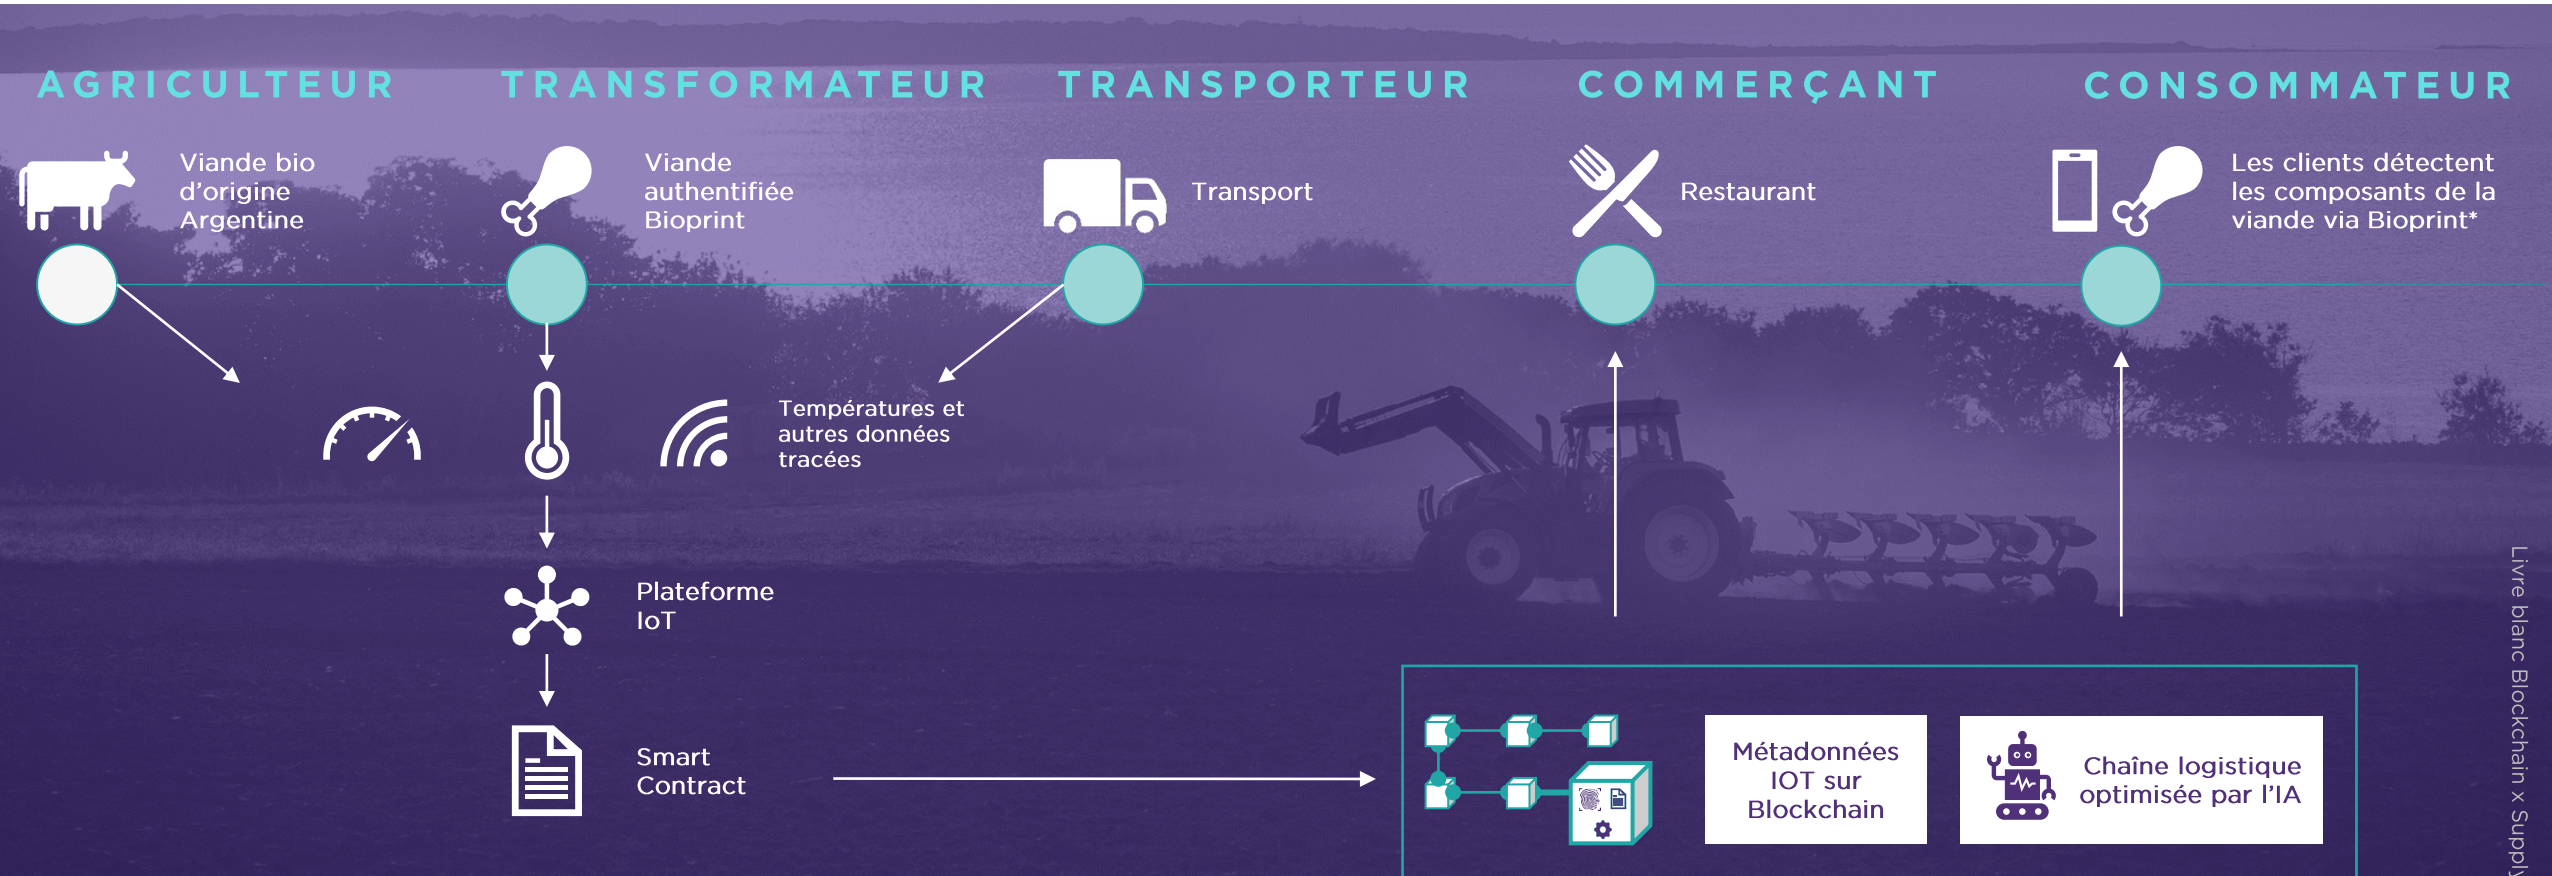 AGRICULTEUR
TRANSFORMATEUR
TRANSPORTEUR
COMMERÇANT
CONSOMMATEUR
Viande bio
d'origine
Argentine
Viande
authentifiée
Bioprint
Transport
Restaurant
Les clients détectent
les composants de la
viande via Bioprint*
Températures et
autres données
tracées
Plateforme
IoT
Smart
Contract
Métadonnées
IOT sur
Blockchain
Chaîne logistique
optimisée par l'IA
Livre blanc Blockchain x Supply